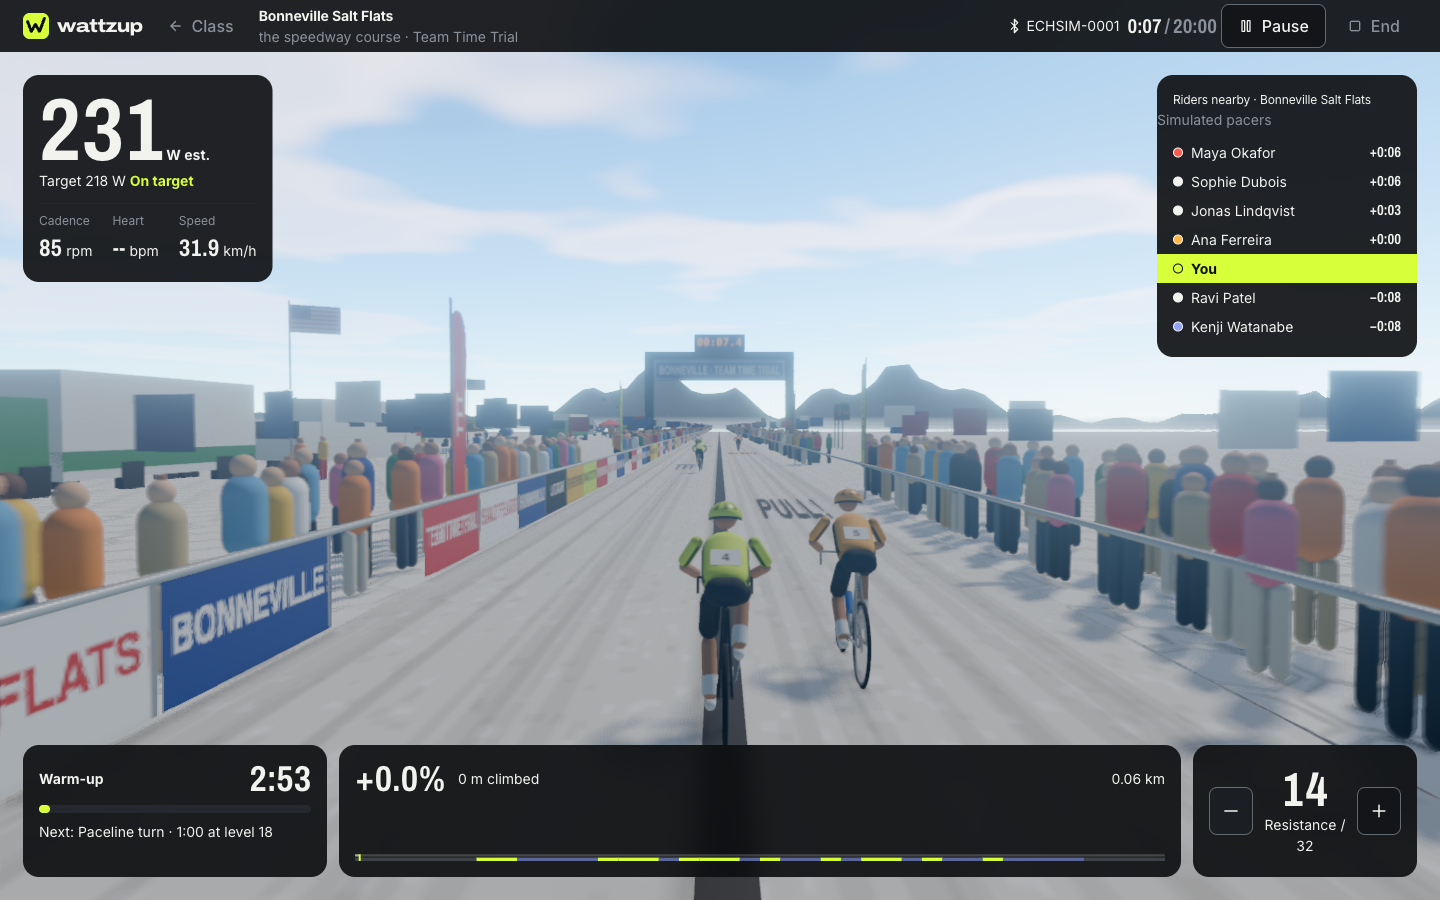 wattzup
Class
Bonneville Salt Flats
the speedway course · Team Time Trial
ECHSIM-0001
0:07 / 20:00
Pause
End
231 W est.
Target 218 W On target
Cadence Heart Speed
85 rpm -- bpm 31.9 km/h
Riders nearby · Bonneville Salt Flats
Simulated pacers
Maya Okafor +0:06
Sophie Dubois +0:06
Jonas Lindqvist +0:03
Ana Ferreira +0:00
You
Ravi Patel −0:08
Kenji Watanabe −0:08
00:07.4
BONNEVILLE · TEAM TIME TRIAL
PULL
4
5
BONNEVILLE
FLATS
Warm-up 2:53
Next: Paceline turn · 1:00 at level 18
+0.0% 0 m climbed 0.06 km
14
Resistance /
32